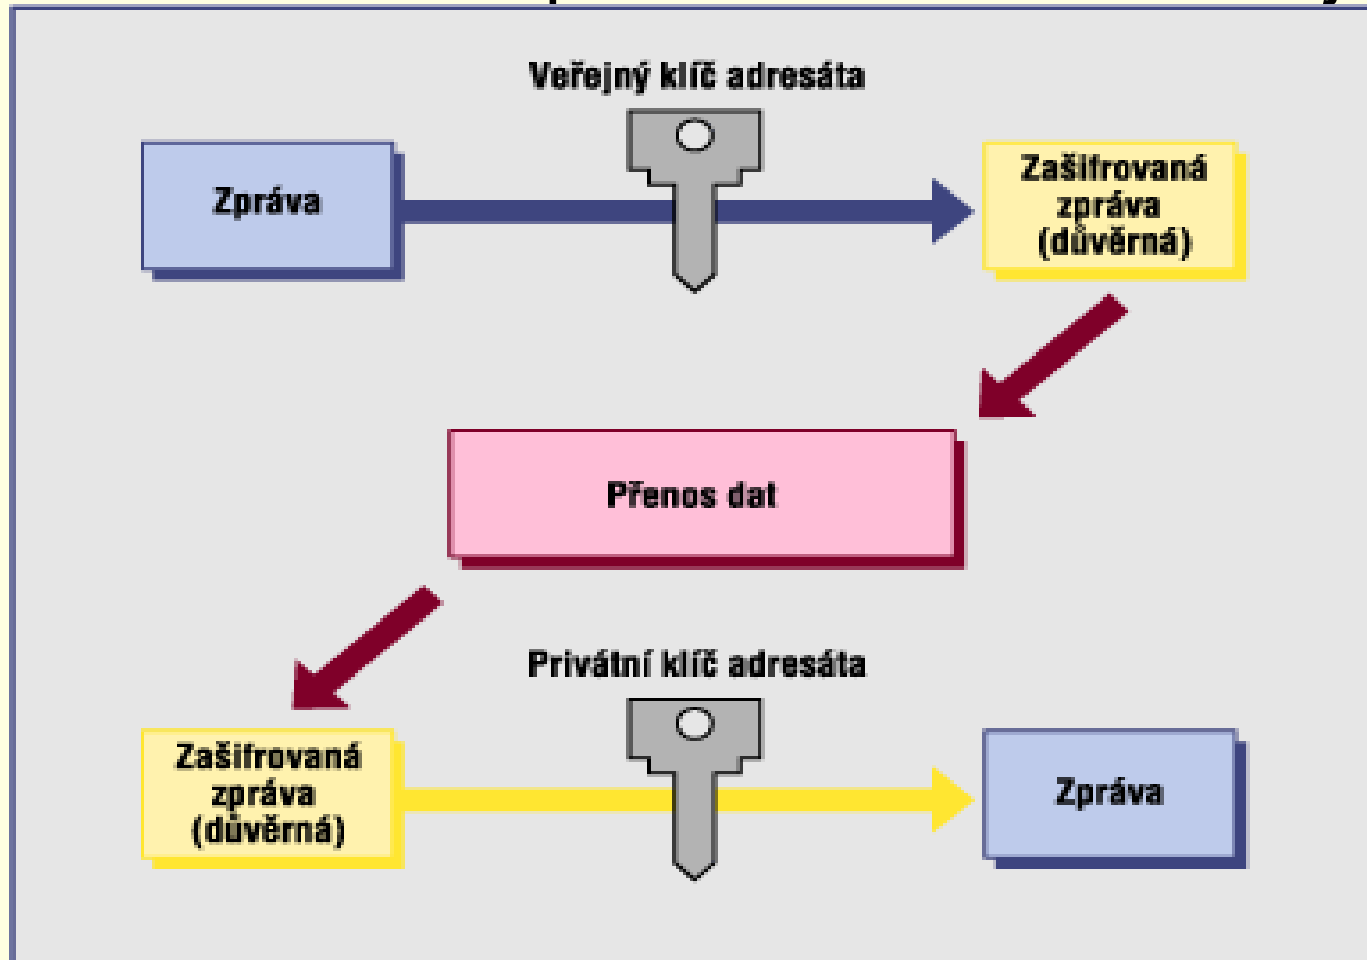 Veřejný klíč adresáta
Zpráva
Zašifrovaná
zpráva
(důvěrná)
Přenos dat
Privátní klíč adresáta
Zašifrovaná
zpráva
(důvěrná)
Zpráva